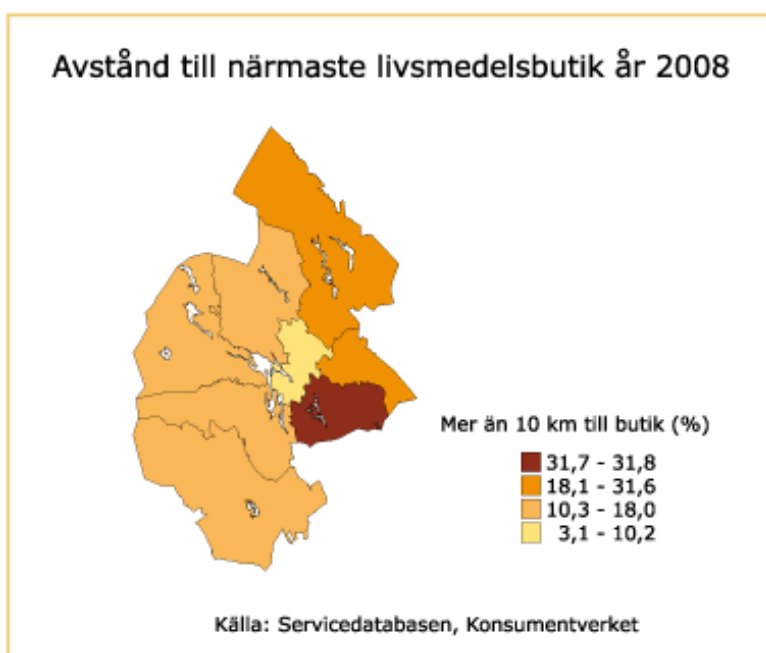 Avstånd till närmaste livsmedelsbutik år 2008
Mer än 10 km till butik (%)
31,7 - 31,8
18,1 - 31,6
10,3 - 18,0
3,1 - 10,2
Källa: Servicedatabasen, Konsumentverket